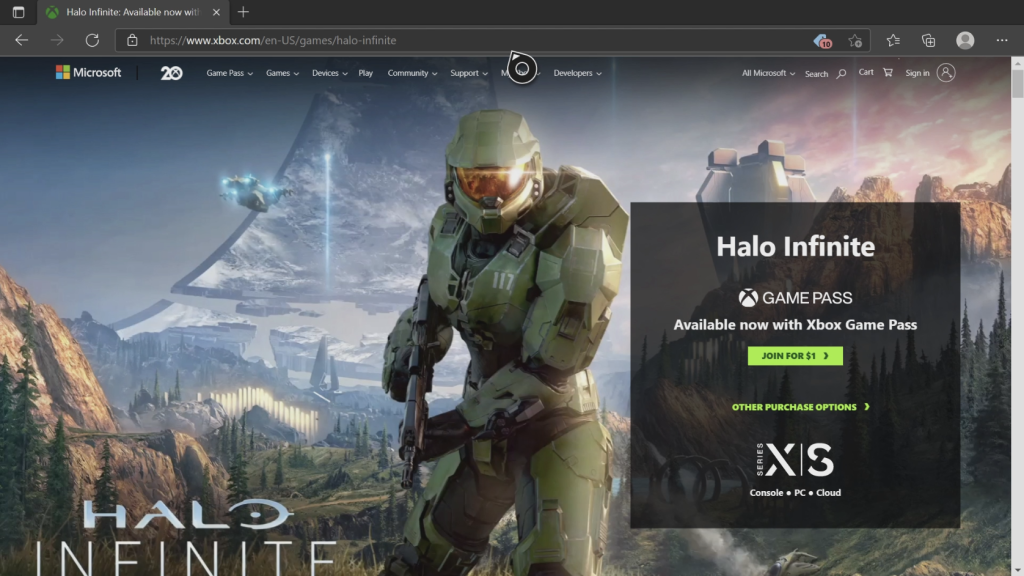 Halo Infinite: Available now with
https://www.xbox.com/en-US/games/halo-infinite
10
Microsoft
20
Game Pass
Games
Devices
Play
Community
Support
Developers
All Microsoft
Search
Cart
Sign in
117
Halo Infinite
GAME PASS
Available now with Xbox Game Pass
JOIN FOR $1
OTHER PURCHASE OPTIONS
SERIES X|S
Console • PC • Cloud
HALO
INFINITE